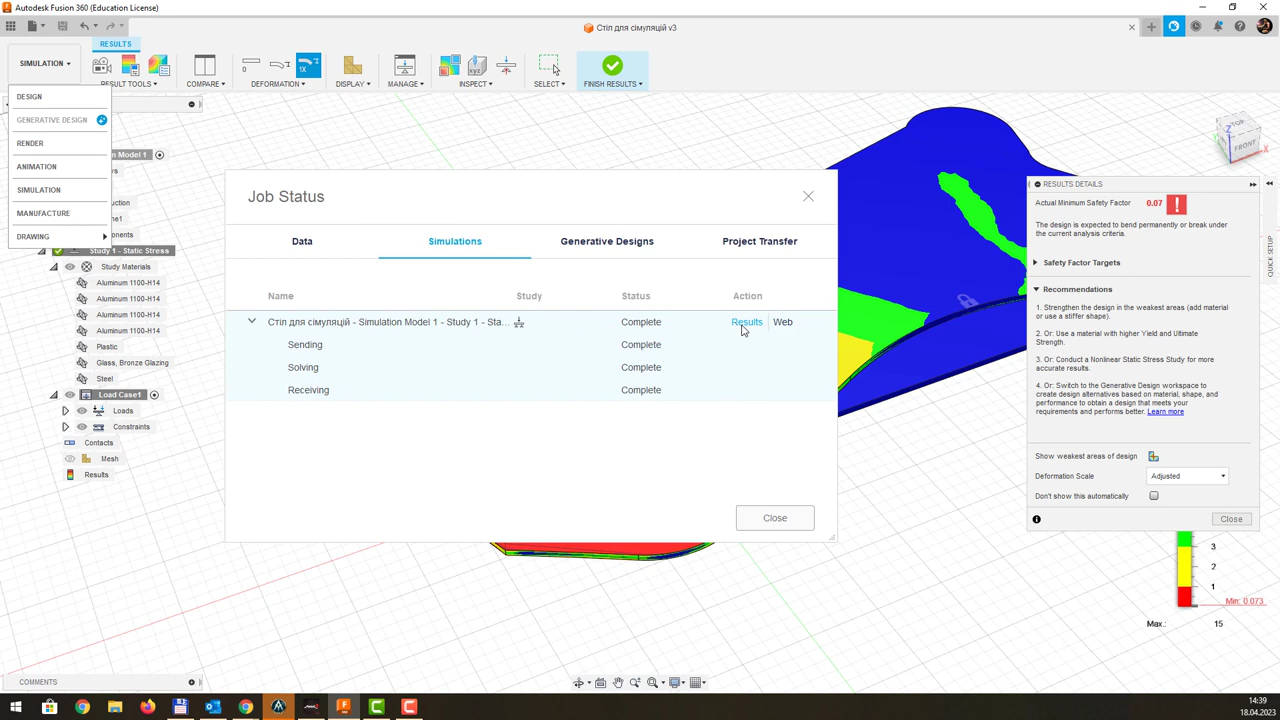 Autodesk Fusion 360 (Education License)
Стіл для сімуляцій v3
RESULTS
SIMULATION
RESULT TOOLS
COMPARE
1X
DEFORMATION
DISPLAY
MANAGE
INSPECT
SELECT
FINISH RESULTS
DESIGN
GENERATIVE DESIGN
RENDER
ANIMATION
SIMULATION
MANUFACTURE
DRAWING
Study 1 - Static Stress
Study Materials
Aluminum 1100-H14
Aluminum 1100-H14
Aluminum 1100-H14
Aluminum 1100-H14
Plastic
Glass, Bronze Glazing
Steel
Load Case1
Loads
Constraints
Contacts
Mesh
Results
Job Status
Data
Simulations
Generative Designs
Project Transfer
Name
Study
Status
Action
Стіл для сімуляцій - Simulation Model 1 - Study 1 - Sta...
Complete
Results
Web
Sending
Complete
Solving
Complete
Receiving
Complete
Close
TOP
FRONT
Z
X
RESULTS DETAILS
Actual Minimum Safety Factor 0.07
The design is expected to bend permanently or break under
the current analysis criteria.
Safety Factor Targets
Recommendations
1. Strengthen the design in the weakest areas (add material
or use a stiffer shape).
2. Or: Use a material with higher Yield and Ultimate
Strength.
3. Or: Conduct a Nonlinear Static Stress Study for more
accurate results.
4. Or: Switch to the Generative Design workspace to
create design alternatives based on material, shape, and
performance to obtain a design that meets your
requirements and performs better. Learn more
Show weakest areas of design
Deformation Scale
Adjusted
Don't show this automatically
Close
QUICK SETUP
3
2
1
Min: 0.073
Max.: 15
COMMENTS
14:39
18.04.2023